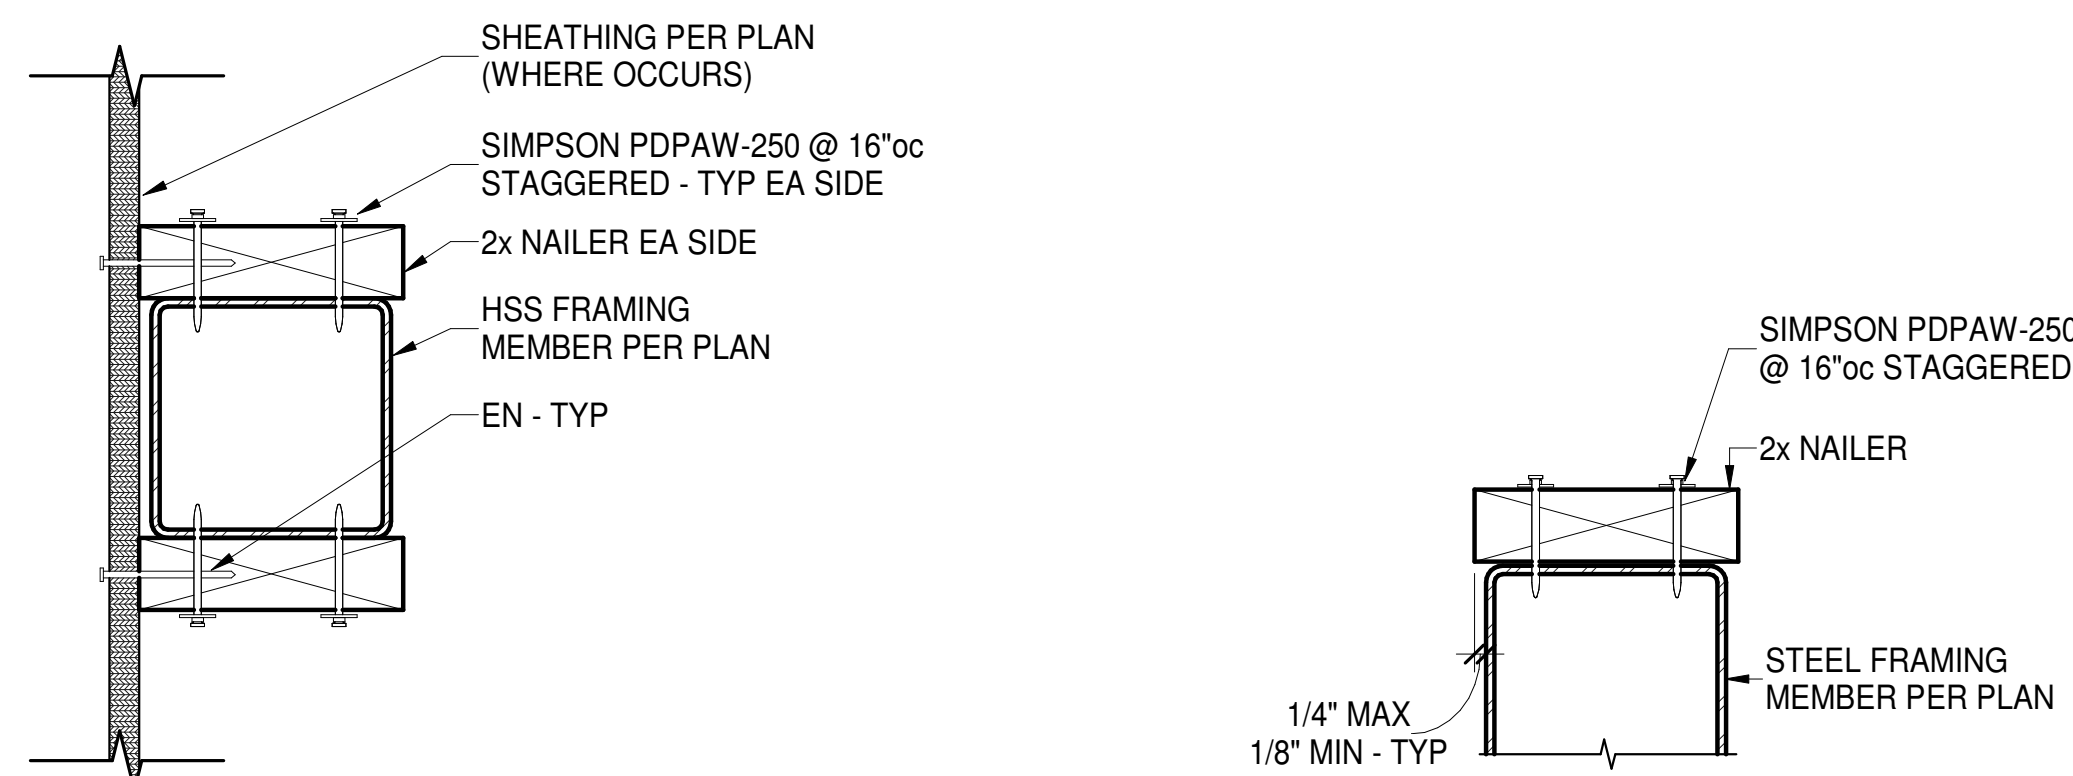 SHEATHING PER PLAN
(WHERE OCCURS)
SIMPSON PDPAW-250 @ 16"oc
STAGGERED - TYP EA SIDE
2x NAILER EA SIDE
HSS FRAMING
MEMBER PER PLAN
EN - TYP
SIMPSON PDPAW-250
@ 16"oc STAGGERED
2x NAILER
STEEL FRAMING
MEMBER PER PLAN
1/4" MAX
1/8" MIN - TYP